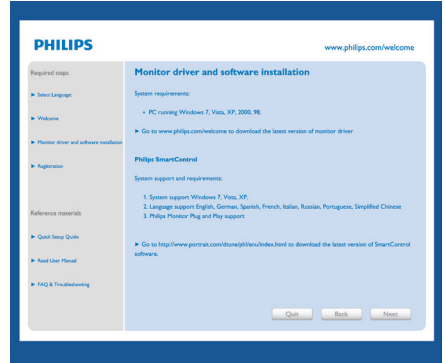 PHILIPS
www.philips.com/welcome
Required steps
► Select Language
► Welcome
► Monitor driver and software installation
► Registration
Reference materials
► Quick Setup Guide
► Read User Manual
► FAQ & Troubleshooting
Monitor driver and software installation
System requirements:
• PC running Windows 7, Vista, XP, 2000, 98.
► Go to www.philips.com/welcome to download the latest version of monitor driver
Philips SmartControl
System support and requirements:
1. System support Windows 7, Vista, XP.
2. Language support English, German, Spanish, French, Italian, Russian, Portuguese, Simplified Chinese
3. Philips Monitor Plug and Play support
► Go to http://www.portrait.com/dtune/phl/enu/index.html to download the latest version of SmartControl
software.
Quit Back Next